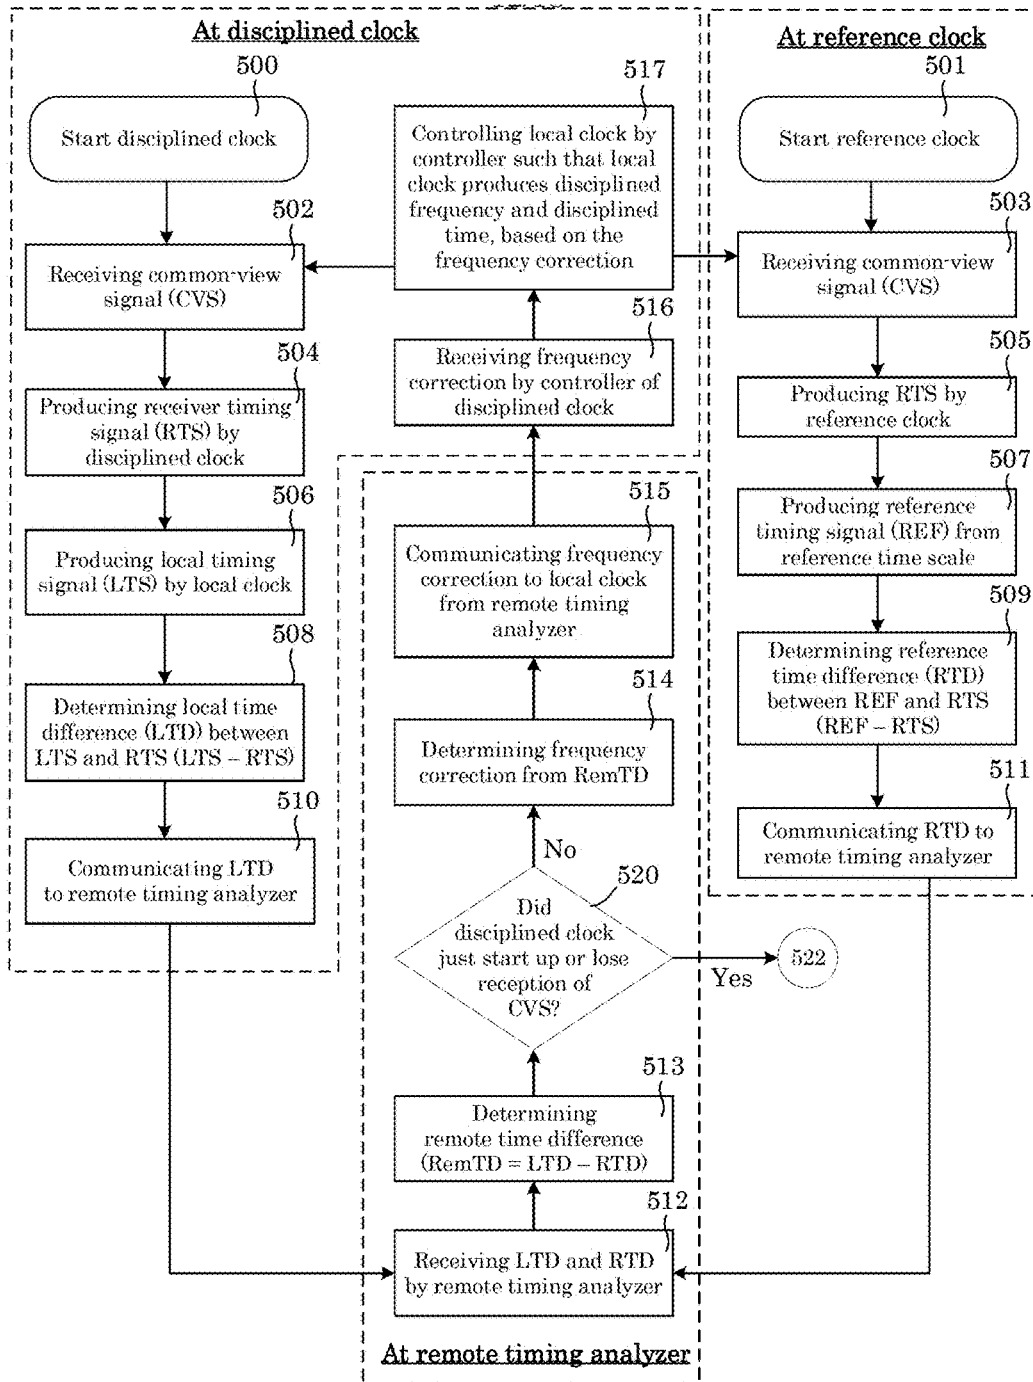 At disciplined clock
500
Start disciplined clock
502
Receiving common-view
signal (CVS)
504
Producing receiver timing
signal (RTS) by
disciplined clock
506
Producing local timing
signal (LTS) by local clock
508
Determining local time
difference (LTD) between
LTS and RTS (LTS – RTS)
510
Communicating LTD
to remote timing analyzer
517
Controlling local clock by
controller such that local
clock produces disciplined
frequency and disciplined
time, based on the
frequency correction
516
Receiving frequency
correction by controller of
disciplined clock
515
Communicating frequency
correction to local clock
from remote timing
analyzer
514
Determining frequency
correction from RemTD
No
520
Did
disciplined clock
just start up or lose
reception of
CVS?
Yes
522
513
Determining
remote time difference
(RemTD = LTD – RTD)
512
Receiving LTD and RTD
by remote timing analyzer
At remote timing analyzer
At reference clock
501
Start reference clock
503
Receiving common-view
signal (CVS)
505
Producing RTS by
reference clock
507
Producing reference
timing signal (REF) from
reference time scale
509
Determining reference
time difference (RTD)
between REF and RTS
(REF – RTS)
511
Communicating RTD to
remote timing analyzer